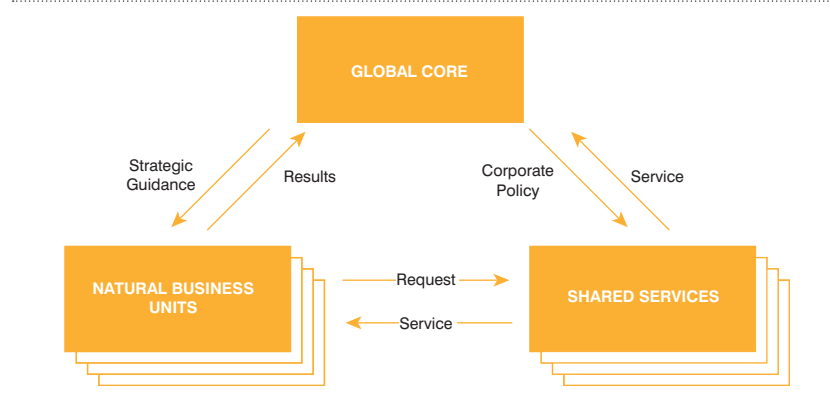 GLOBAL CORE
Strategic
Guidance
Results
Corporate
Policy
Service
NATURAL BUSINESS
UNITS
Request
Service
SHARED SERVICES